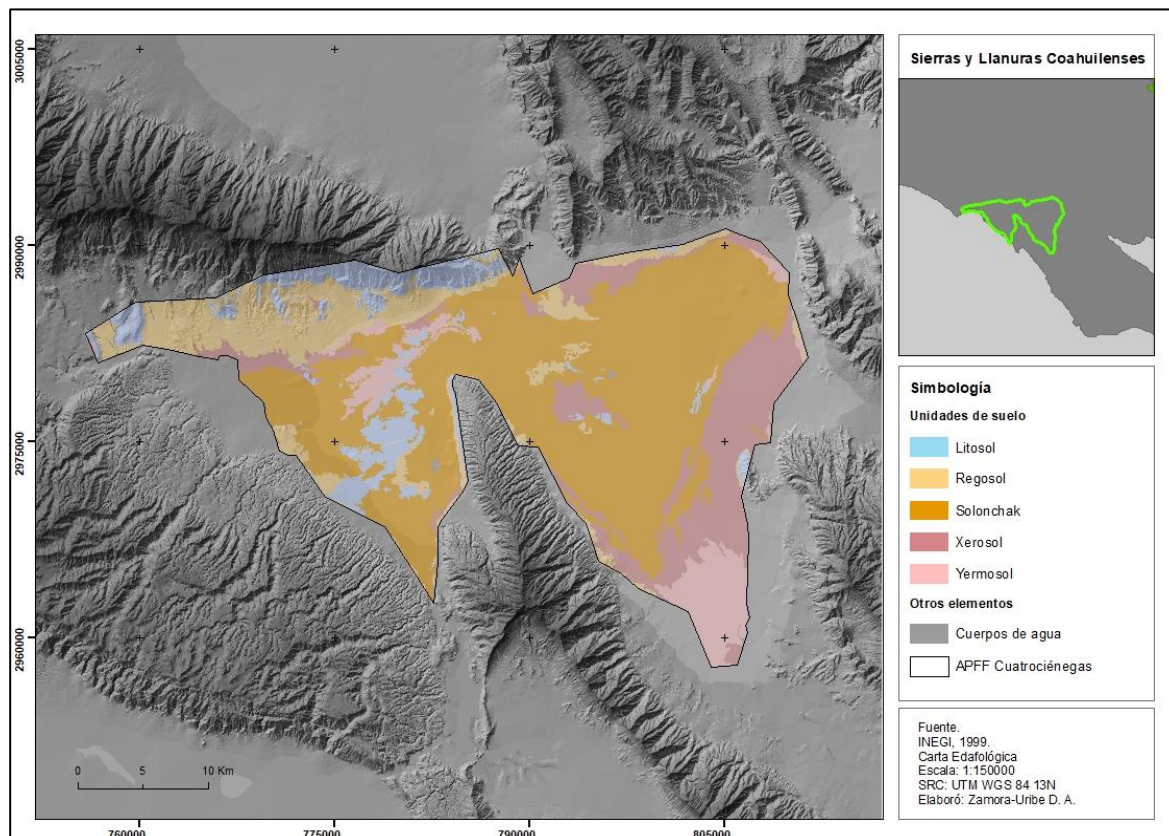 3005000
2990000
2975000
2960000
760000
775000
790000
805000
0 5 10 Km
Sierras y Llanuras Coahuilenses
Simbología
Unidades de suelo
Litosol
Regosol
Solonchak
Xerosol
Yermosol
Otros elementos
Cuerpos de agua
APFF Cuatrociénegas
Fuente.
INEGI, 1999.
Carta Edafológica
Escala: 1:150000
SRC: UTM WGS 84 13N
Elaboró: Zamora-Uribe D. A.